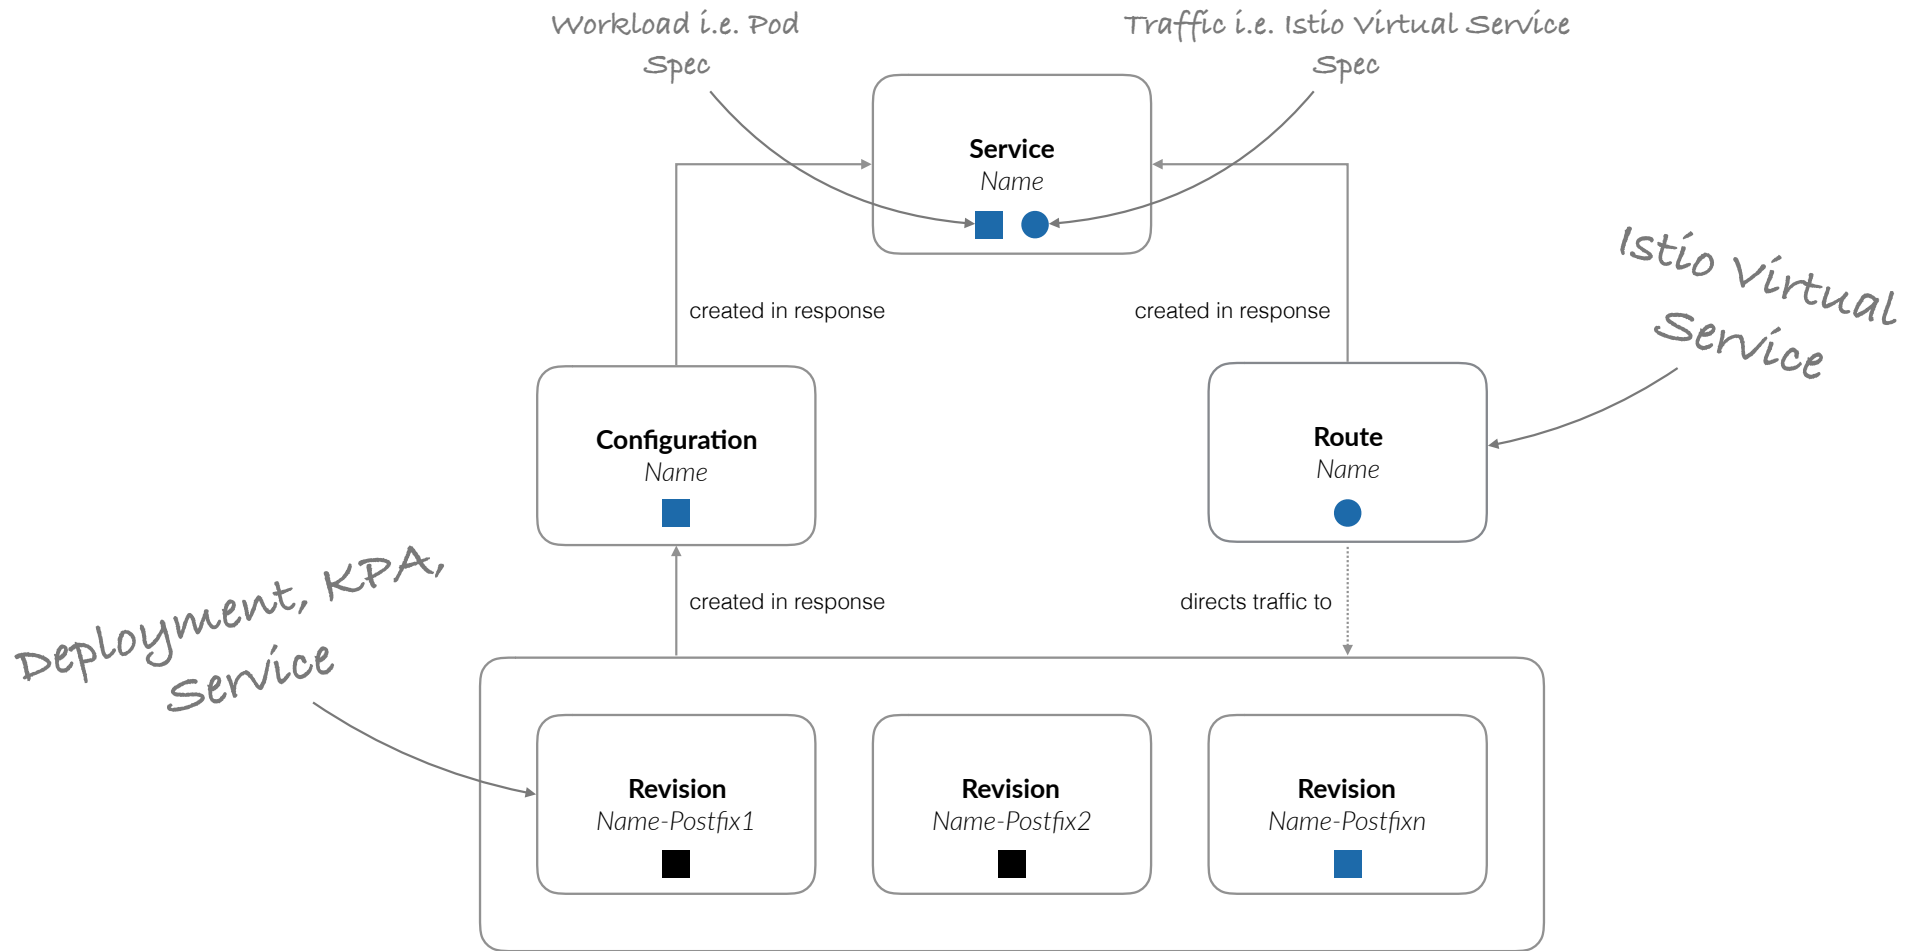 Workload i.e. Pod
Spec
Traffic i.e. Istio Virtual Service
Spec
Service
Name
created in response
created in response
Istio Virtual
Service
Configuration
Name
Route
Name
Deployment, KPA,
Service
created in response
directs traffic to
Revision
Name-Postfix1
Revision
Name-Postfix2
Revision
Name-Postfixn